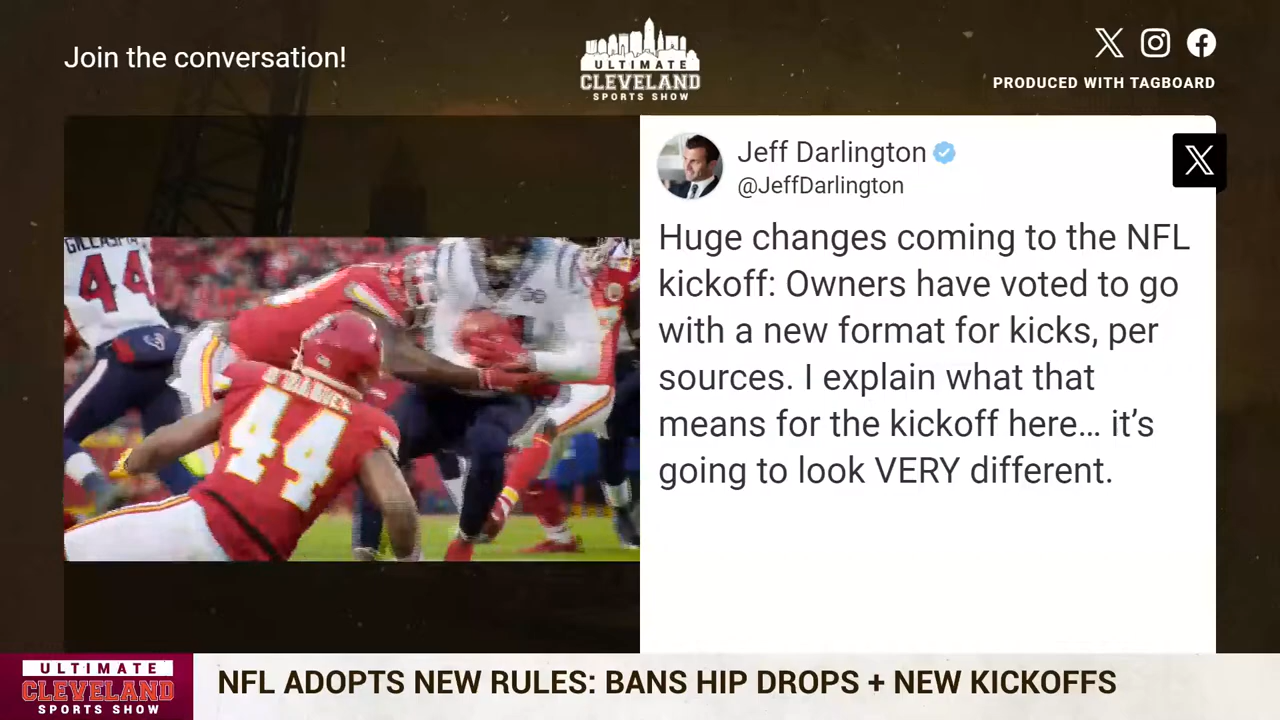 Join the conversation!
ULTIMATE
CLEVELAND
SPORTS SHOW
PRODUCED WITH TAGBOARD
44
44
Jeff Darlington
@JeffDarlington
Huge changes coming to the NFL
kickoff: Owners have voted to go
with a new format for kicks, per
sources. I explain what that
means for the kickoff here… it’s
going to look VERY different.
ULTIMATE
CLEVELAND
SPORTS SHOW
NFL ADOPTS NEW RULES: BANS HIP DROPS + NEW KICKOFFS